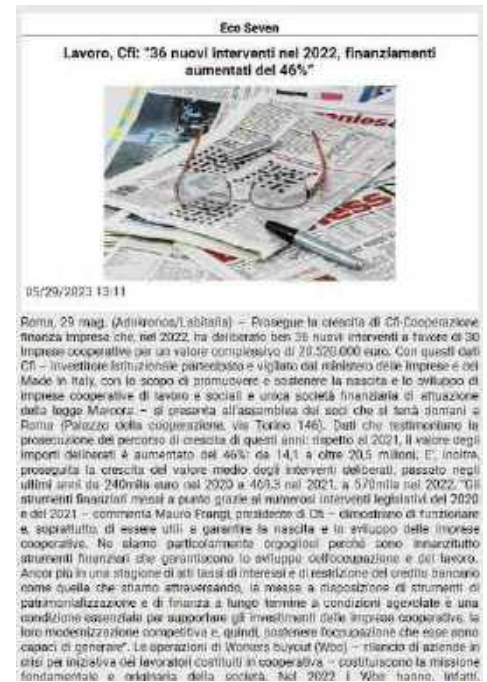 Eco Seven
Lavoro, Cfi: "36 nuovi interventi nel 2022, finanziamenti
aumentati del 46%"
05/29/2023 13:11
Roma, 29 mag. (Adnkronos/Labitalia) – Prosegue la crescita di Cfi-Cooperazione
finanza imprese che, nel 2022, ha deliberato ben 36 nuovi interventi a favore di 30
imprese cooperative per un valore complessivo di 20.520.000 euro. Con questi dati
Cfi – investitore istituzionale partecipato e vigilato dal ministero delle Imprese e del
Made in Italy, con lo scopo di promuovere e sostenere la nascita e lo sviluppo di
imprese cooperative di lavoro e sociali e unica società finanziaria di attuazione
della legge Marcora – si presenta all'assemblea dei soci che si terrà domani a
Roma (Palazzo della cooperazione, via Torino 146). Dati che testimoniano la
prosecuzione del percorso di crescita di questi anni: rispetto al 2021, il valore degli
importi deliberati è aumentato del 46%: da 14,1 a oltre 20,5 milioni. E', inoltre,
proseguita la crescita del valore medio degli interventi deliberati, passato negli
ultimi anni da 240mila euro nel 2020 a 469,3 nel 2021, a 570mila nel 2022. "Gli
strumenti finanziari messi a punto grazie ai numerosi interventi legislativi del 2020
e del 2021 – commenta Mauro Frangi, presidente di Cfi – dimostrano di funzionare
e, soprattutto, di essere utili a garantire la nascita e lo sviluppo delle imprese
cooperative. Ne siamo particolarmente orgogliosi perché sono innanzitutto
strumenti finanziari che garantiscono lo sviluppo dell'occupazione e del lavoro.
Ancor più in una stagione di alti tassi di interessi e di restrizione del credito bancario
come quella che stiamo attraversando, la messa a disposizione di strumenti di
patrimonializzazione e di finanza a lungo termine a condizioni agevolate è una
condizione essenziale per supportare gli investimenti delle imprese cooperative, la
loro modernizzazione competitiva e, quindi, sostenere l'occupazione che esse sono
capaci di generare". Le operazioni di Workers buyout (Wbo) – rilancio di aziende in
crisi per iniziativa dei lavoratori costituiti in cooperativa – costituiscono la missione
fondamentale e originaria della società. Nel 2022 i Wbo hanno, infatti,